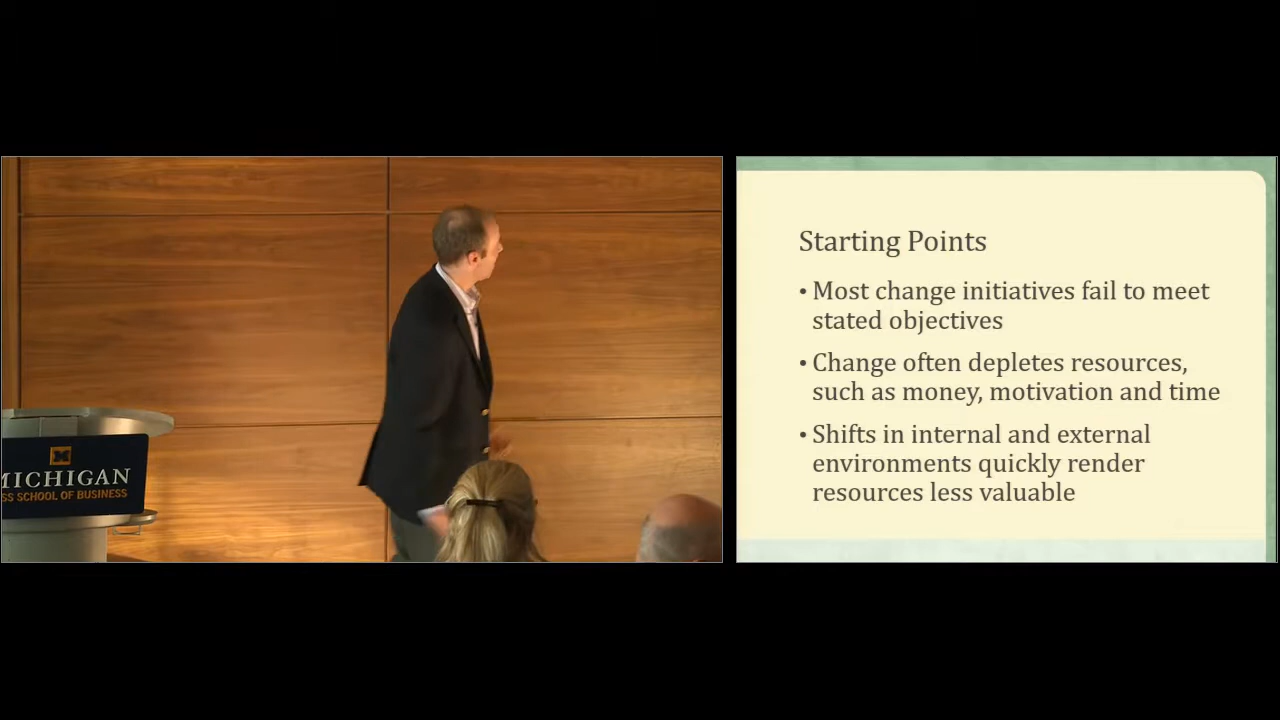 MICHIGAN
SS SCHOOL OF BUSINESS
Starting Points
• Most change initiatives fail to meet
stated objectives
• Change often depletes resources,
such as money, motivation and time
• Shifts in internal and external
environments quickly render
resources less valuable